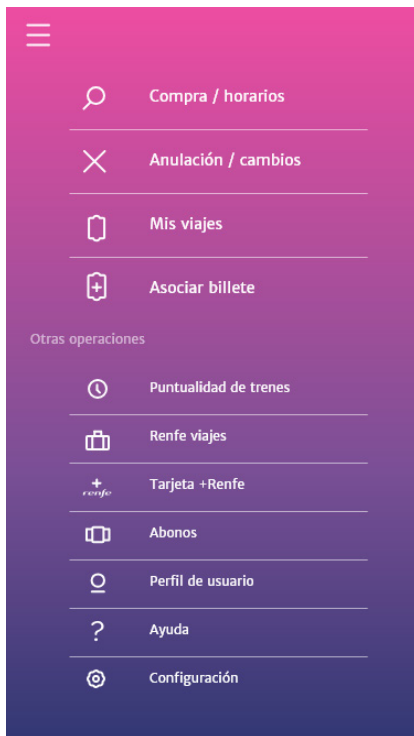 Compra / horarios
Anulación / cambios
Mis viajes
Asociar billete
Otras operaciones
Puntualidad de trenes
Renfe viajes
+
renfe
Tarjeta +Renfe
Abonos
Perfil de usuario
?
Ayuda
Configuración